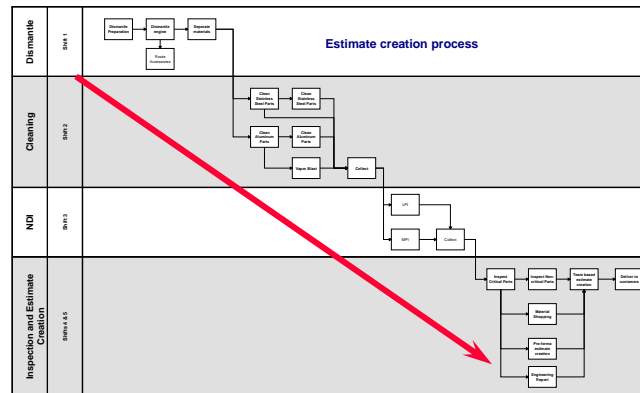 Estimate creation process
Dismantle
Shift 1
Dismantle
Preparation
Dismantle
engine
Separate
materials
Route
Accessories
Cleaning
Shift 2
Clean
Stainless
Steel Parts
Clean
Stainless
Steel Parts
Clean
Aluminum
Parts
Clean
Aluminum
Parts
Vapor Blast
Collect
NDI
Shift 3
LPI
MPI
Collect
Inspection and Estimate
Creation
Shifts 4 & 5
Inspect
Critical Parts
Inspect Non-
critical Parts
Team based
estimate
creation
Deliver to
customers
Material
Shopping
Pro-forma
estimate
creation
Engineering
Report